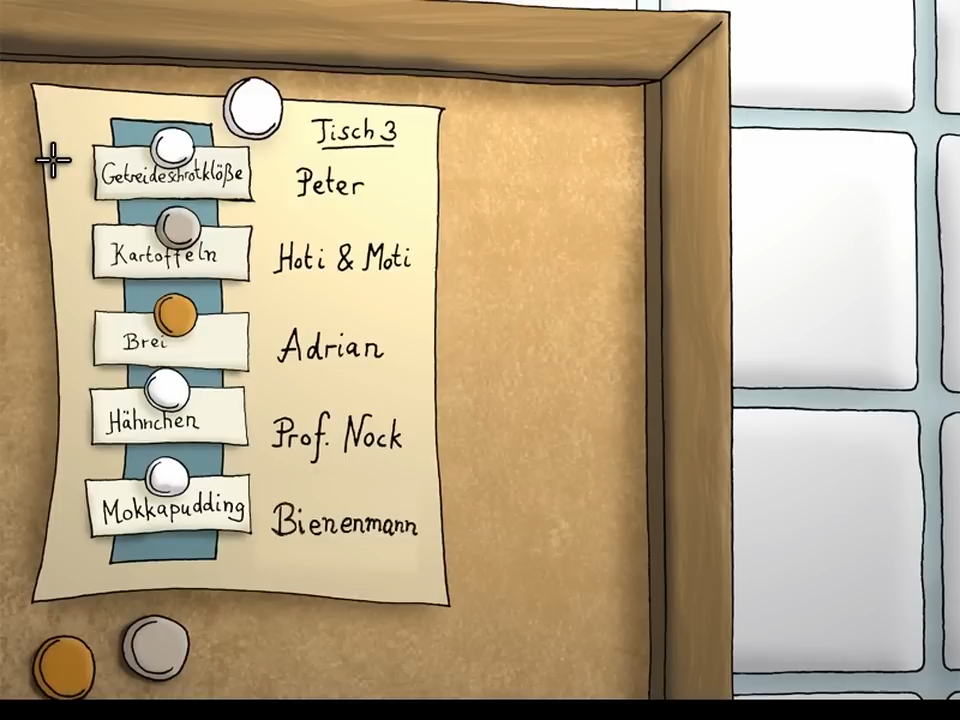 Tisch 3
Getreideschrotklöße Peter
Kartoffeln Hoti & Moti
Brei Adrian
Hähnchen Prof. Nock
Mokkapudding Bienenmann